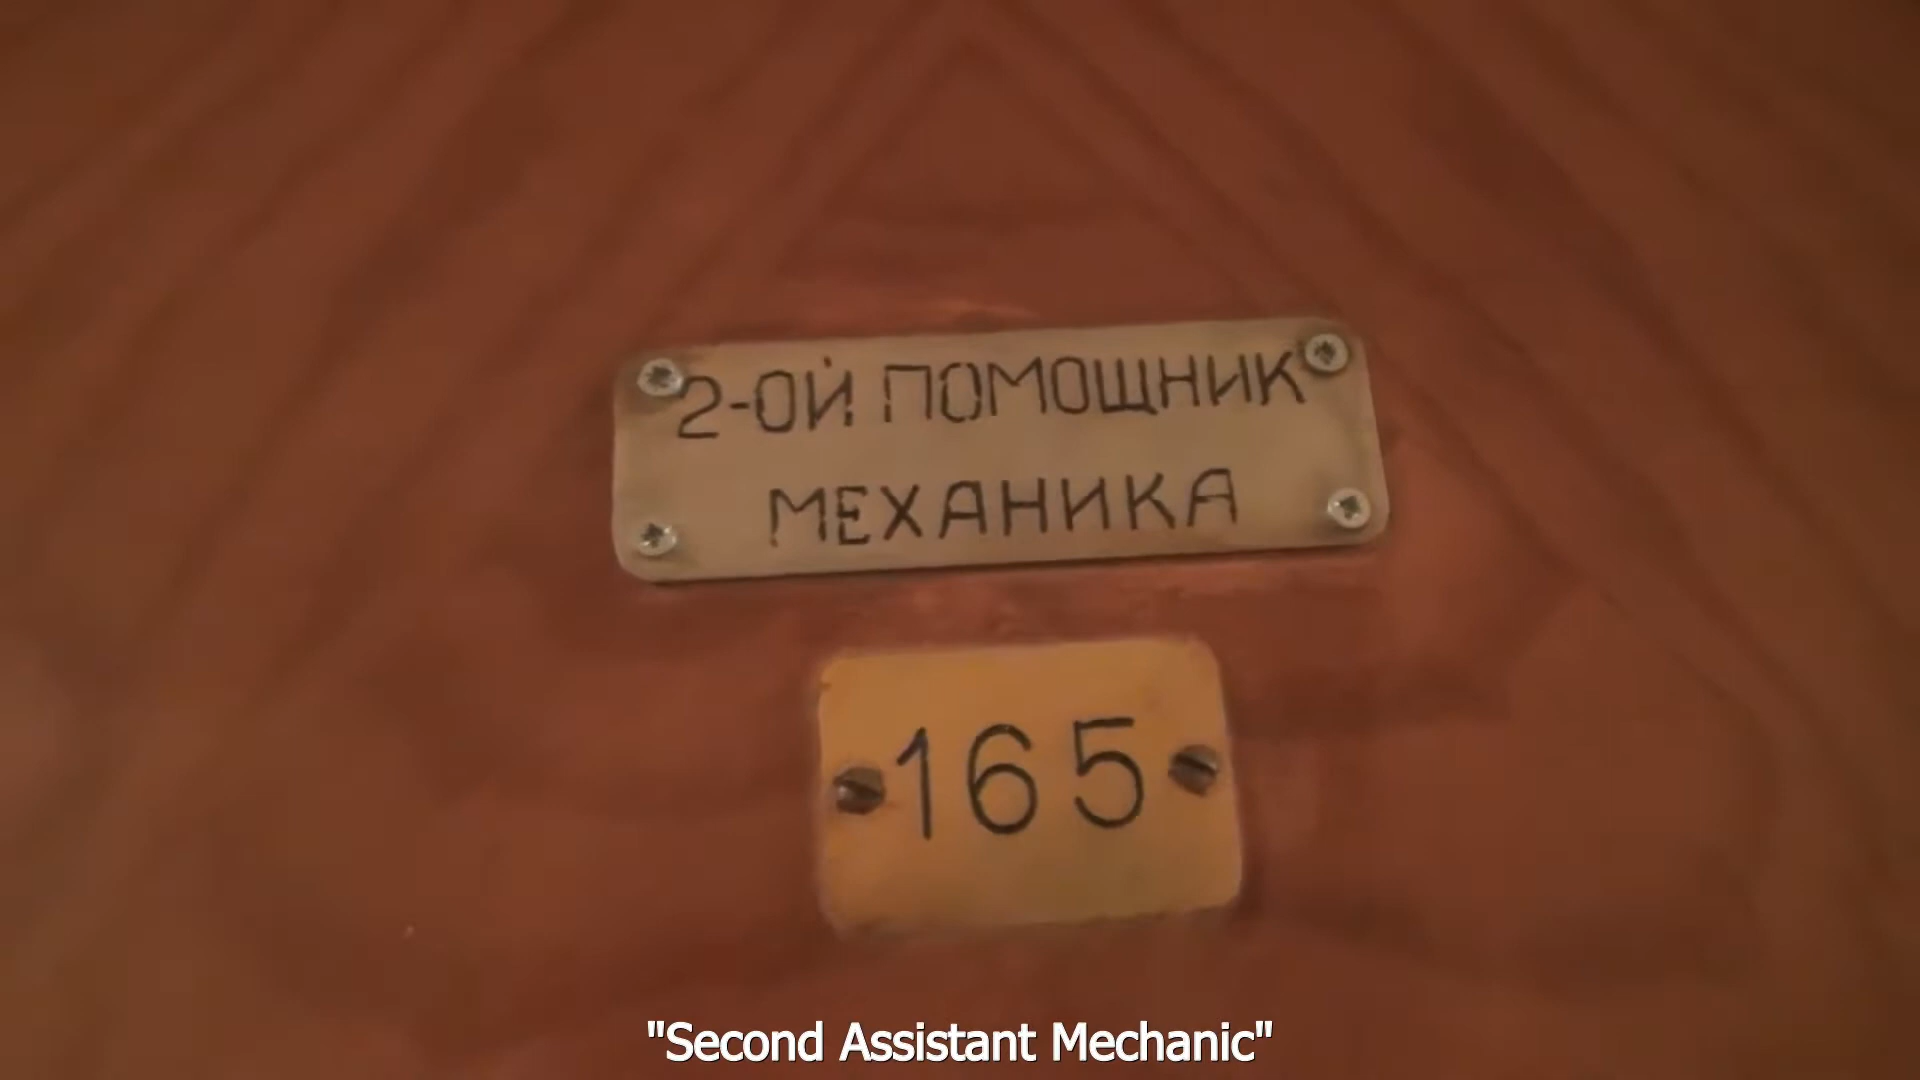 2-ОЙ ПОМОЩНИК
МЕХАНИКА
165
"Second Assistant Mechanic"